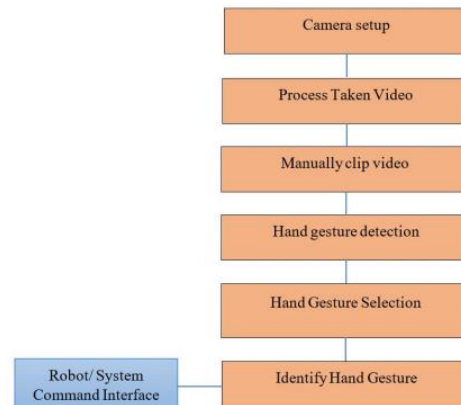 Camera setup
Process Taken Video
Manually clip video
Hand gesture detection
Hand Gesture Selection
Identify Hand Gesture
Robot/ System
Command Interface